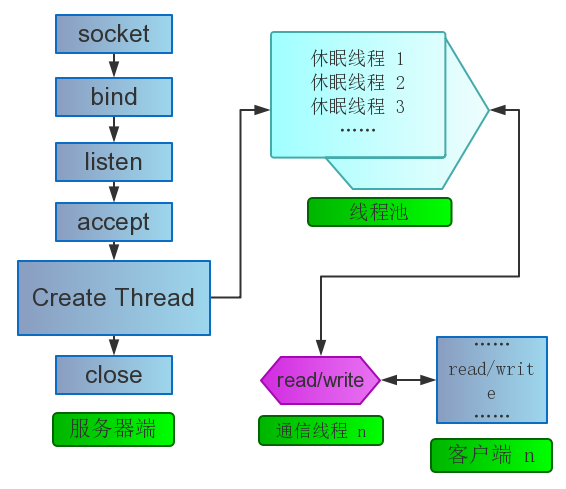 socket
bind
listen
accept
Create Thread
close
服务器端
休眠线程 1
休眠线程 2
休眠线程 3
……
线程池
read/write
通信线程 n
……
read/writ
e
……
客户端 n